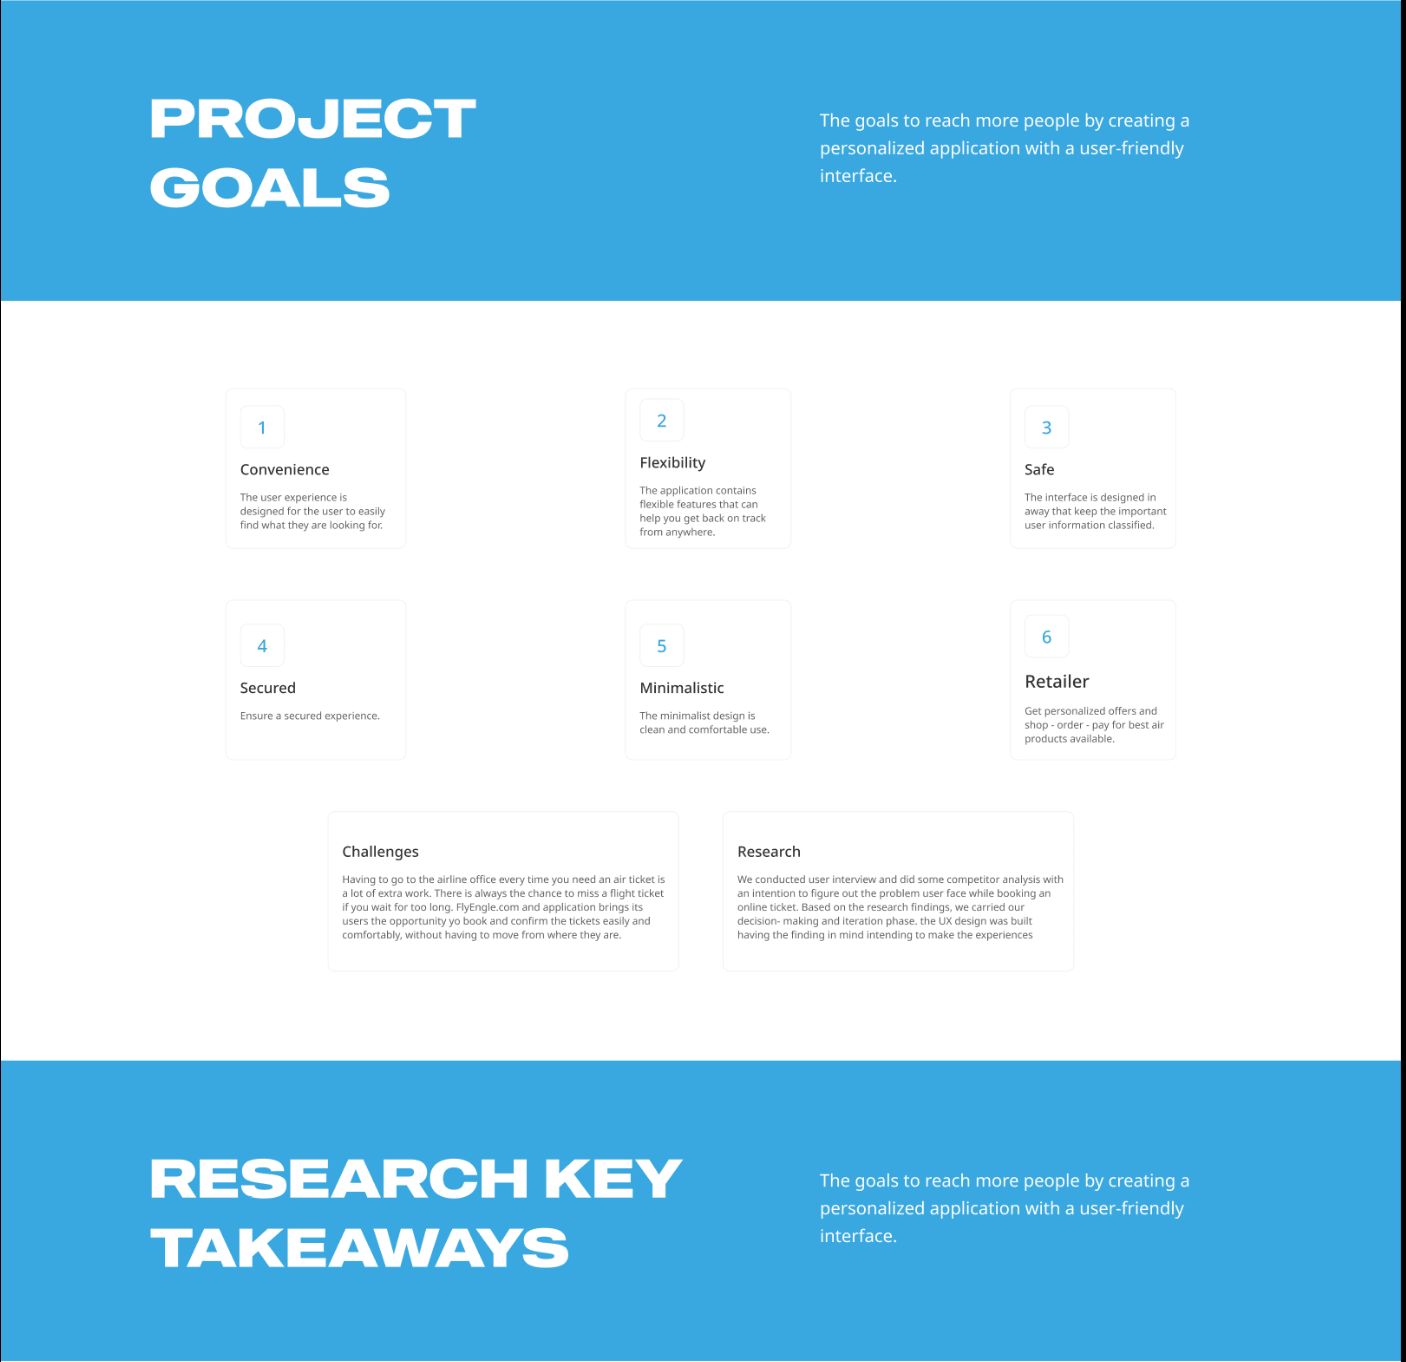 PROJECT
GOALS
The goals to reach more people by creating a
personalized application with a user-friendly
interface.
1
Convenience
The user experience is
designed for the user to easily
find what they are looking for.
2
Flexibility
The application contains
flexible features that can
help you get back on track
from anywhere.
3
Safe
The interface is designed in
away that keep the important
user information classified.
4
Secured
Ensure a secured experience.
5
Minimalistic
The minimalist design is
clean and comfortable use.
6
Retailer
Get personalized offers and
shop - order - pay for best air
products available.
Challenges
Having to go to the airline office every time you need an air ticket is
a lot of extra work. There is always the chance to miss a flight ticket
if you wait for too long. FlyEngle.com and application brings its
users the opportunity yo book and confirm the tickets easily and
comfortably, without having to move from where they are.
Research
We conducted user interview and did some competitor analysis with
an intention to figure out the problem user face while booking an
online ticket. Based on the research findings, we carried our
decision- making and iteration phase. the UX design was built
having the finding in mind intending to make the experiences
RESEARCH KEY
TAKEAWAYS
The goals to reach more people by creating a
personalized application with a user-friendly
interface.